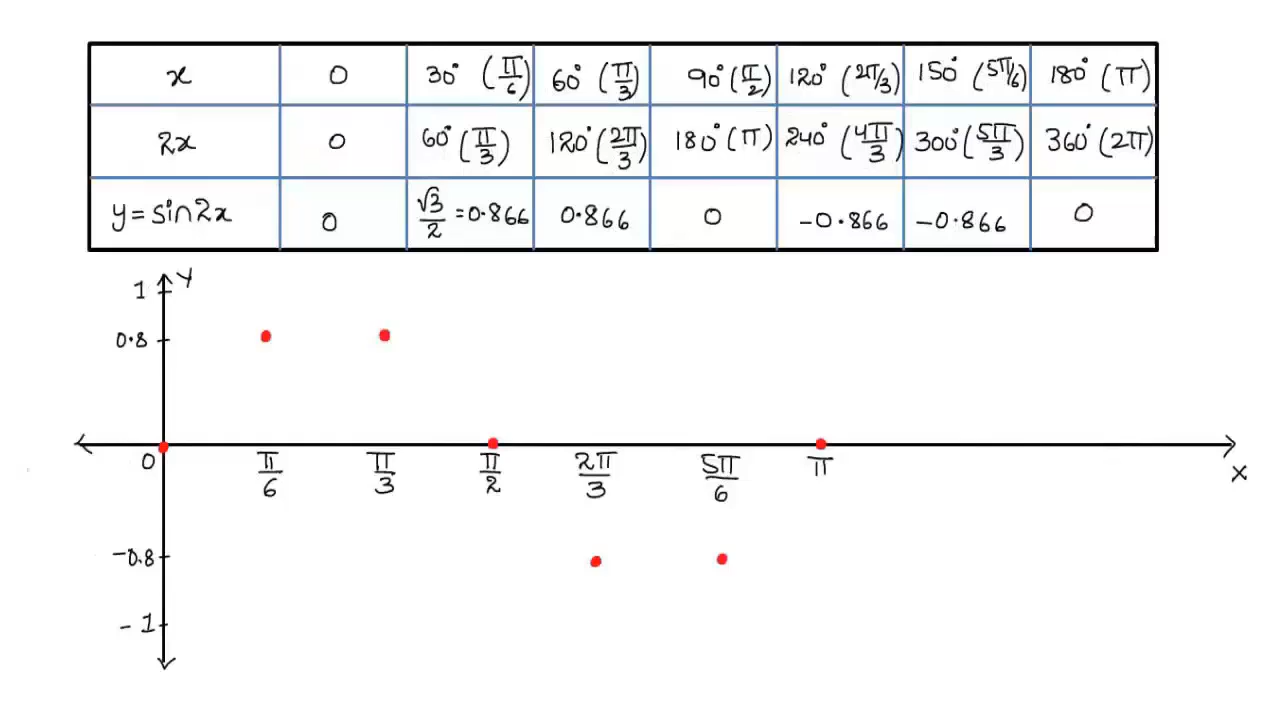 x 0 30° (π/6) 60° (π/3) 90° (π/2) 120° (2π/3) 150° (5π/6) 180° (π)
2x 0 60° (π/3) 120° (2π/3) 180° (π) 240° (4π/3) 300° (5π/3) 360° (2π)
y = sin2x 0 √3/2 = 0.866 0.866 0 -0.866 -0.866 0
Y
1
0.8
0 π/6 π/3 π/2 2π/3 5π/6 π X
-0.8
-1